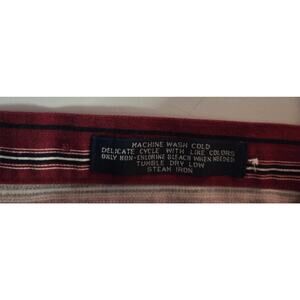 MACHINE WASH COLD
DELICATE CYCLE WITH LIKE COLORS
ONLY NON-CHLORINE BLEACH WHEN NEEDED
TUMBLE DRY LOW
STEAM IRON